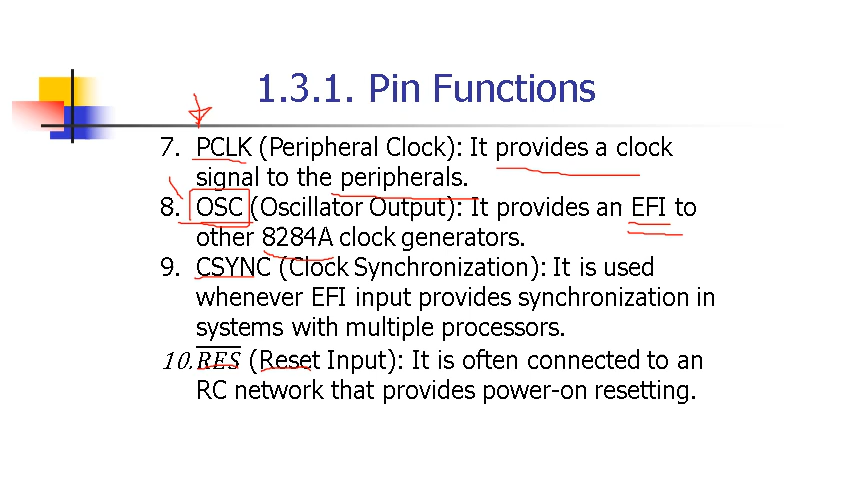 1.3.1. Pin Functions
7. PCLK (Peripheral Clock): It provides a clock
signal to the peripherals.
8. OSC (Oscillator Output): It provides an EFI to
other 8284A clock generators.
9. CSYNC (Clock Synchronization): It is used
whenever EFI input provides synchronization in
systems with multiple processors.
10. R̅E̅S̅ (Reset Input): It is often connected to an
RC network that provides power-on resetting.